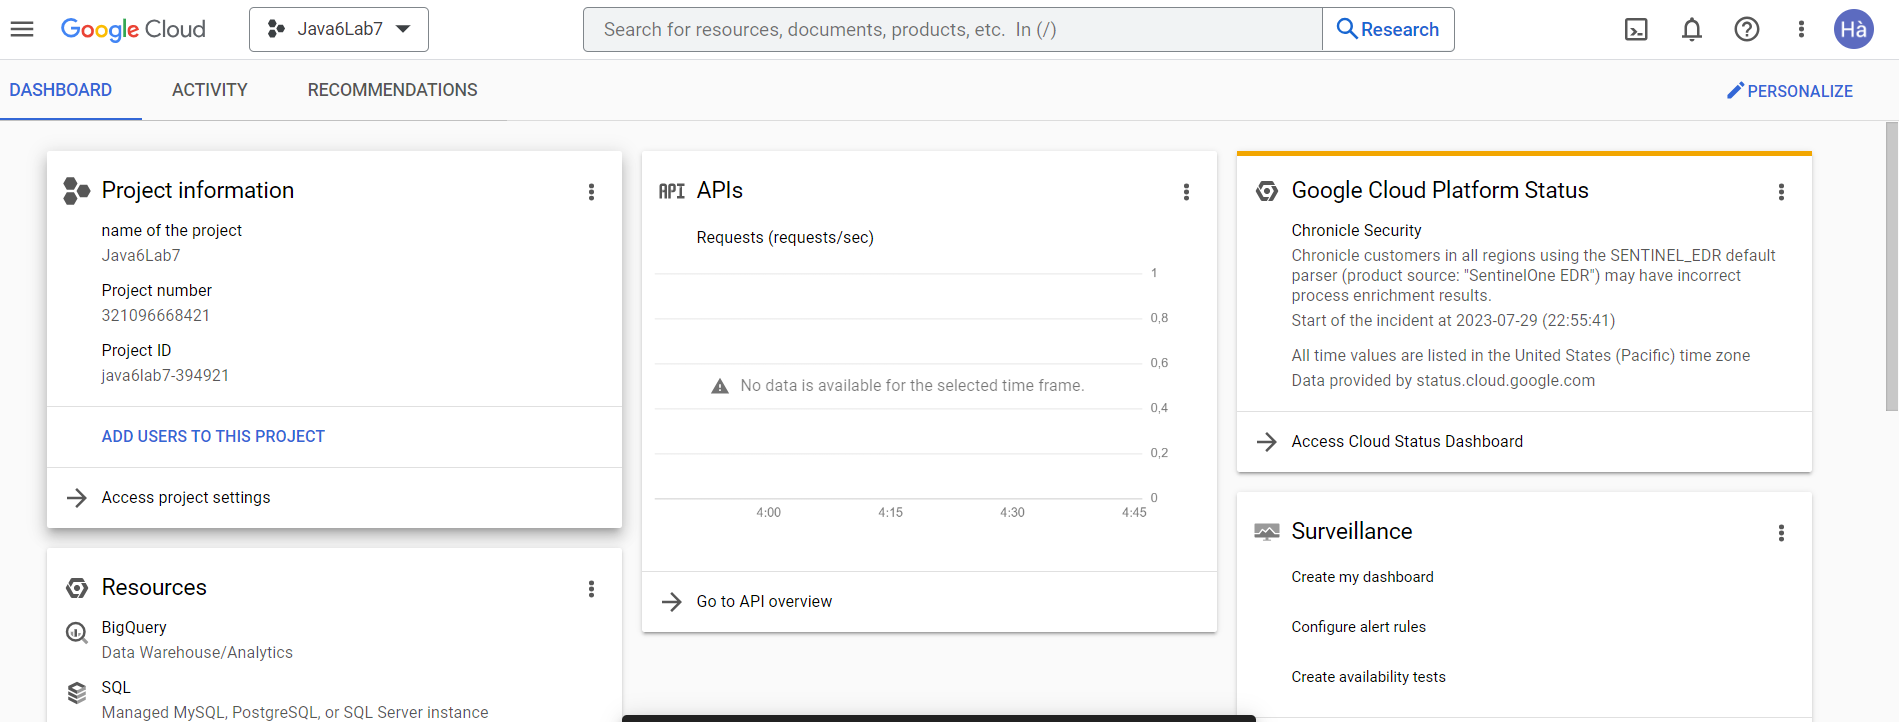 Google Cloud
Java6Lab7
Search for resources, documents, products, etc. In (/)
Research
Hà
DASHBOARD
ACTIVITY
RECOMMENDATIONS
PERSONALIZE
Project information
name of the project
Java6Lab7
Project number
321096668421
Project ID
java6lab7-394921
ADD USERS TO THIS PROJECT
Access project settings
Resources
BigQuery
Data Warehouse/Analytics
SQL
Managed MySQL, PostgreSQL, or SQL Server instance
API APIs
Requests (requests/sec)
1
0,8
0,6
No data is available for the selected time frame.
0,4
0,2
0
4:00 4:15 4:30 4:45
Go to API overview
Google Cloud Platform Status
Chronicle Security
Chronicle customers in all regions using the SENTINEL_EDR default
parser (product source: "SentinelOne EDR") may have incorrect
process enrichment results.
Start of the incident at 2023-07-29 (22:55:41)
All time values are listed in the United States (Pacific) time zone
Data provided by status.cloud.google.com
Access Cloud Status Dashboard
Surveillance
Create my dashboard
Configure alert rules
Create availability tests